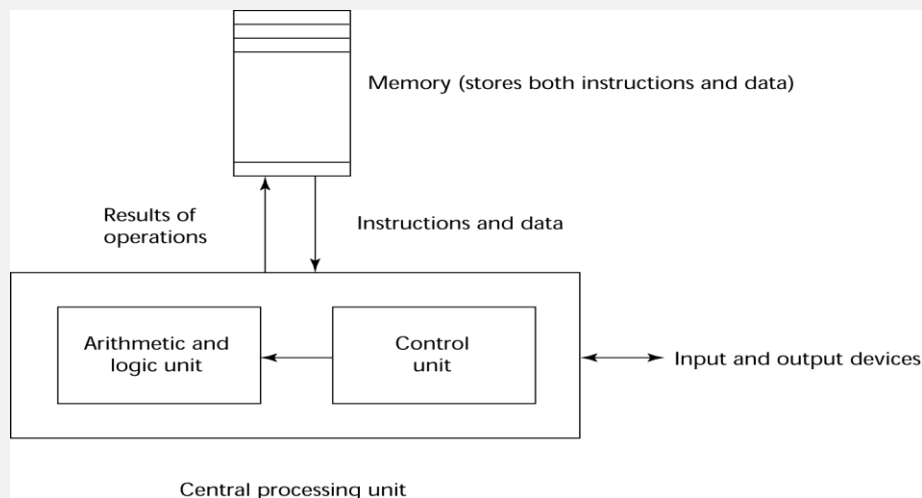 Memory (stores both instructions and data)
Results of
operations
Instructions and data
Arithmetic and
logic unit
Control
unit
Input and output devices
Central processing unit